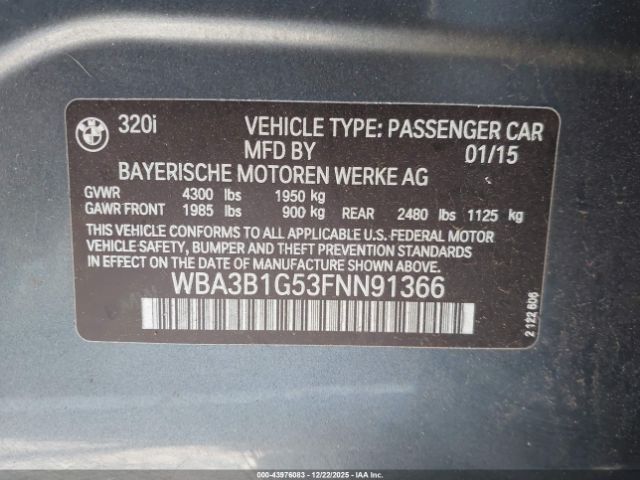 320i VEHICLE TYPE: PASSENGER CAR
MFD BY 01/15
BAYERISCHE MOTOREN WERKE AG
GVWR 4300 lbs 1950 kg
GAWR FRONT 1985 lbs 900 kg REAR 2480 lbs 1125 kg
THIS VEHICLE CONFORMS TO ALL APPLICABLE U.S.-FEDERAL MOTOR
VEHICLE SAFETY, BUMPER AND THEFT PREVENTION STANDARDS
IN EFFECT ON THE DATE OF MANUFACTURE SHOWN ABOVE.
WBA3B1G53FNN91366
2 122 606
© - 43976083 - 12/22/2025 - IAA Inc. - All Rights Reserved